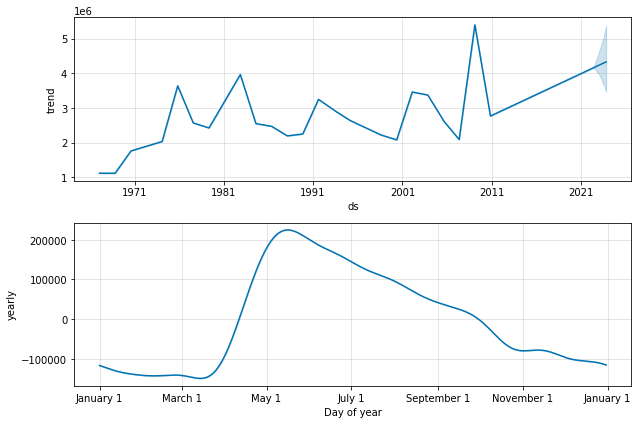 1e6
5
4
3
2
1
trend
1971 1981 1991 2001 2011 2021
ds
200000
100000
0
−100000
yearly
January 1 March 1 May 1 July 1 September 1 November 1 January 1
Day of year